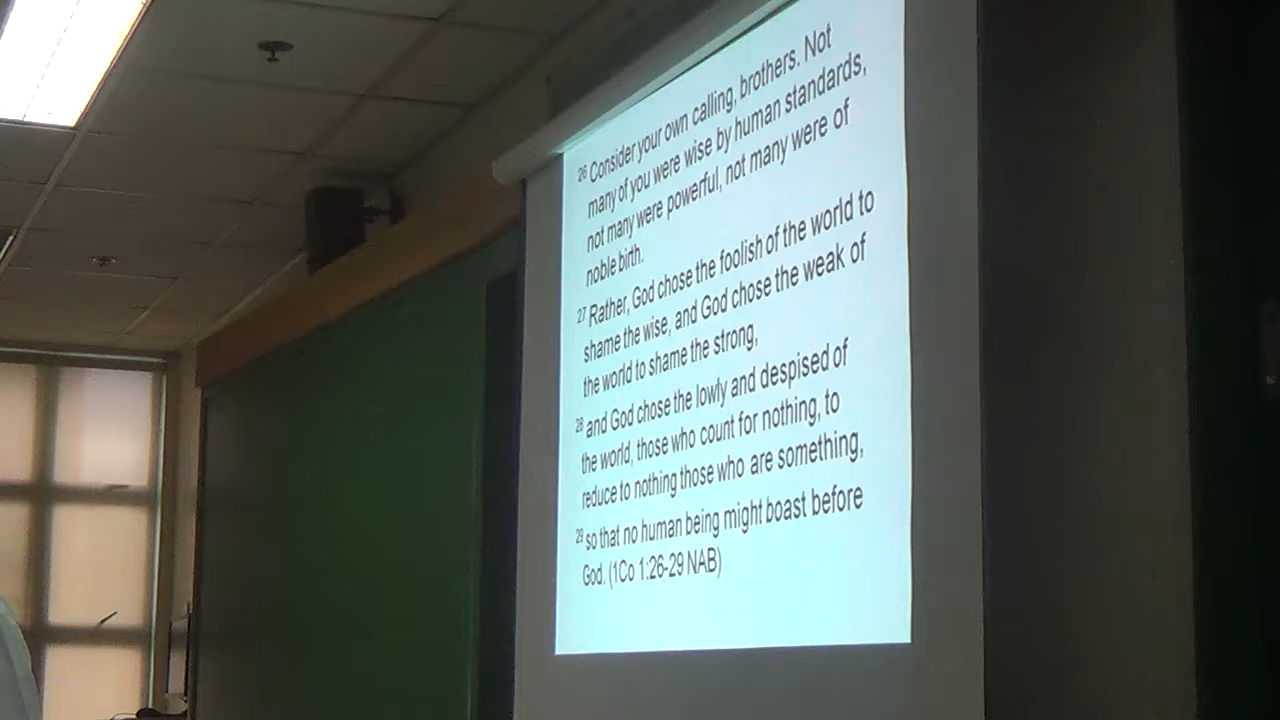 26 Consider your own calling, brothers. Not
many of you were wise by human standards,
not many were powerful, not many were of
noble birth.
27 Rather, God chose the foolish of the world to
shame the wise, and God chose the weak of
the world to shame the strong,
28 and God chose the lowly and despised of
the world, those who count for nothing, to
reduce to nothing those who are something,
29 so that no human being might boast before
God. (1Co 1:26-29 NAB)